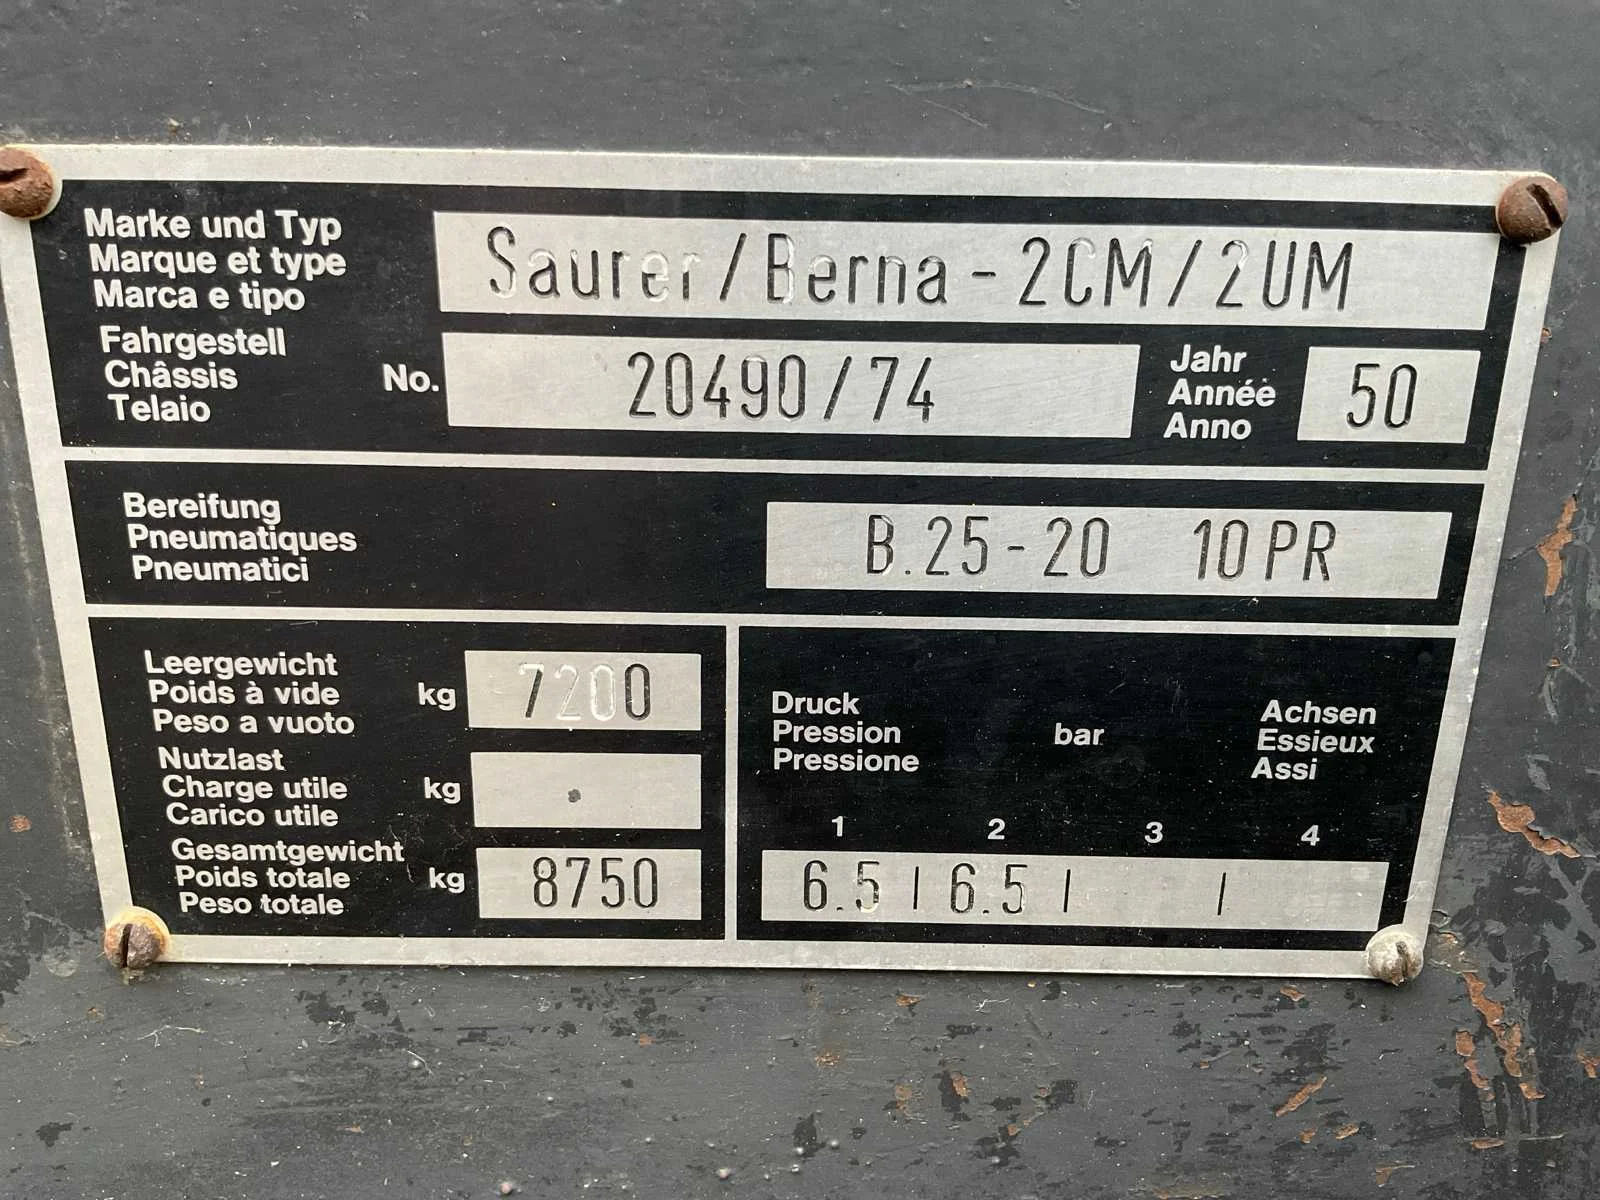 Marke und Typ
Marque et type
Marca e tipo
Saurer/Berna-2CM/2UM
Fahrgestell
Châssis
Telaio
No.
20490/74
Jahr
Année
Anno
50
Bereifung
Pneumatiques
Pneumatici
B.25-20 10PR
Leergewicht
Poids à vide
Peso a vuoto
kg
7200
Nutzlast
Charge utile
Carico utile
kg
Gesamtgewicht
Poids totale
Peso totale
kg
8750
Druck
Pression
Pressione
bar
Achsen
Essieux
Assi
1 2 3 4
6.5 | 6.5 | |